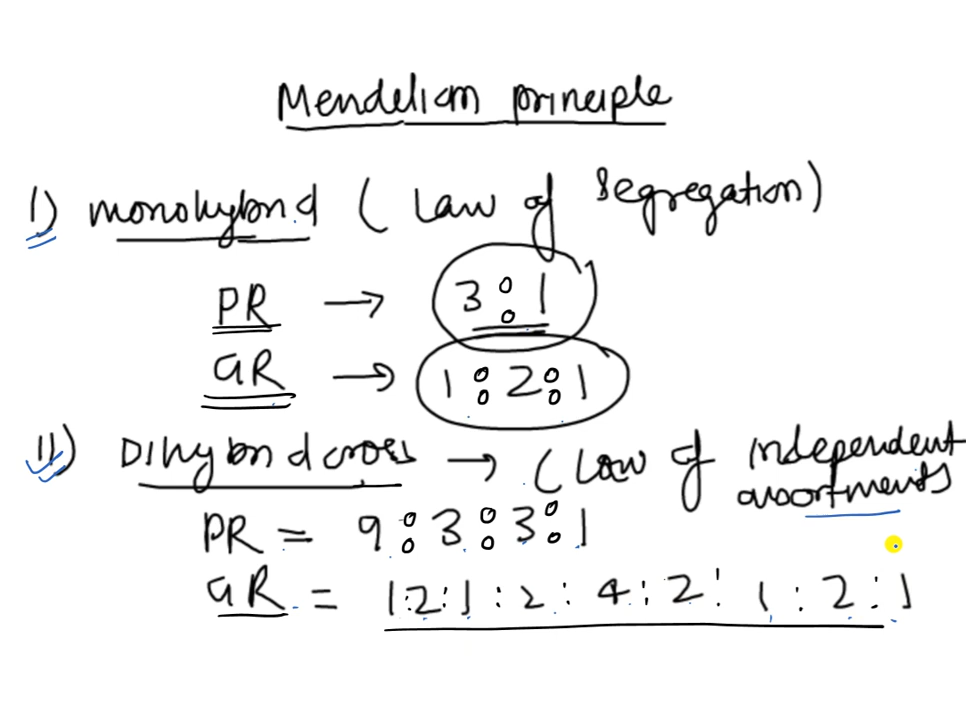 Mendelism principle
1) monohybrid ( Law of Segregation)
PR → 3 : 1
GR → 1 : 2 : 1
11) Dihybrid cross → ( Law of independent
assortments
PR = 9 : 3 : 3 : 1
GR = 1 : 2 : 1 : 2 : 4 : 2 : 1 : 2 : 1